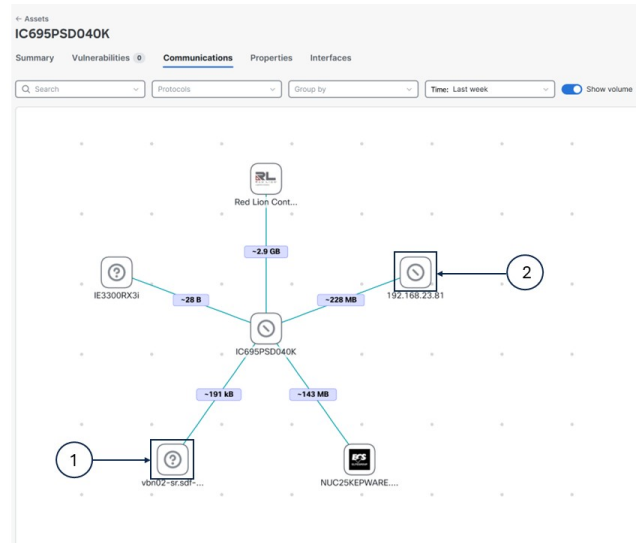 ← Assets
IC695PSD040K
Summary Vulnerabilities 0 Communications Properties Interfaces
Search Protocols Group by Time: Last week Show volume
RL
Red Lion Cont...
~2.9 GB
2
IE3300RX3i ~28 B ~228 MB 192.168.23.81
IC695PSD040K
~191 kB ~143 MB
1
ECS
vbn02-sr.sdf-... NUC25KEPWARE....